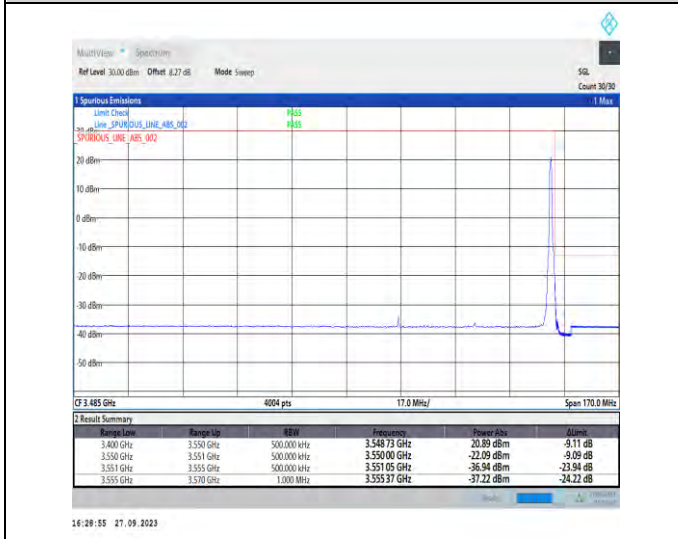 MultiView Spectrum
Ref Level 30.00 dBm Offset 8.27 dB Mode Sweep SGL
Count 30/30
1 Spurious Emissions 1 Max
Limit Check PASS
Line _SPURIOUS_LINE_ABS_002 PASS
_SPURIOUS_LINE_ABS_002
20 dBm
10 dBm
0 dBm
-10 dBm
-20 dBm
-30 dBm
-40 dBm
-50 dBm
CF 3.485 GHz 4004 pts 17.0 MHz/ Span 170.0 MHz
2 Result Summary
Range Low Range Up RBW Frequency Power Abs ΔLimit
3.400 GHz 3.550 GHz 500.000 kHz 3.548 73 GHz 20.89 dBm -9.11 dB
3.550 GHz 3.551 GHz 500.000 kHz 3.550 00 GHz -22.09 dBm -9.09 dB
3.551 GHz 3.555 GHz 500.000 kHz 3.551 05 GHz -36.94 dBm -23.94 dB
3.555 GHz 3.570 GHz 1.000 MHz 3.555 37 GHz -37.22 dBm -24.22 dB
16:28:55 27.09.2023